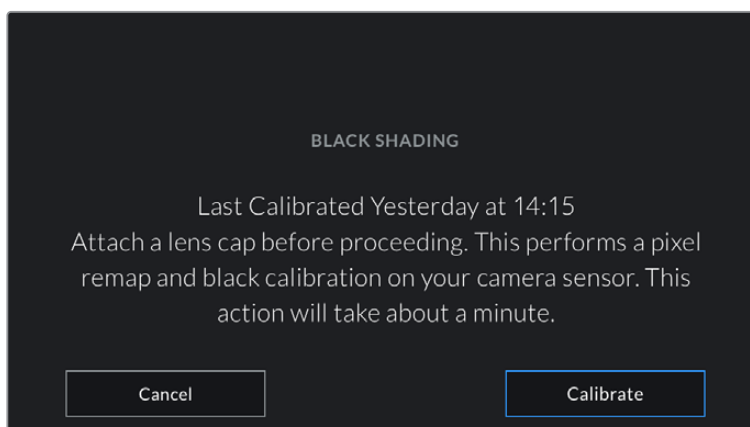 BLACK SHADING
Last Calibrated Yesterday at 14:15
Attach a lens cap before proceeding. This performs a pixel
remap and black calibration on your camera sensor. This
action will take about a minute.
Cancel
Calibrate